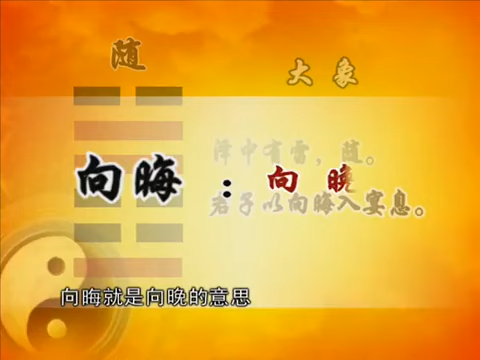 随
大象
泽中有雷，随。
向晦：向晚
君子以向晦入宴息。
向晦就是向晚的意思